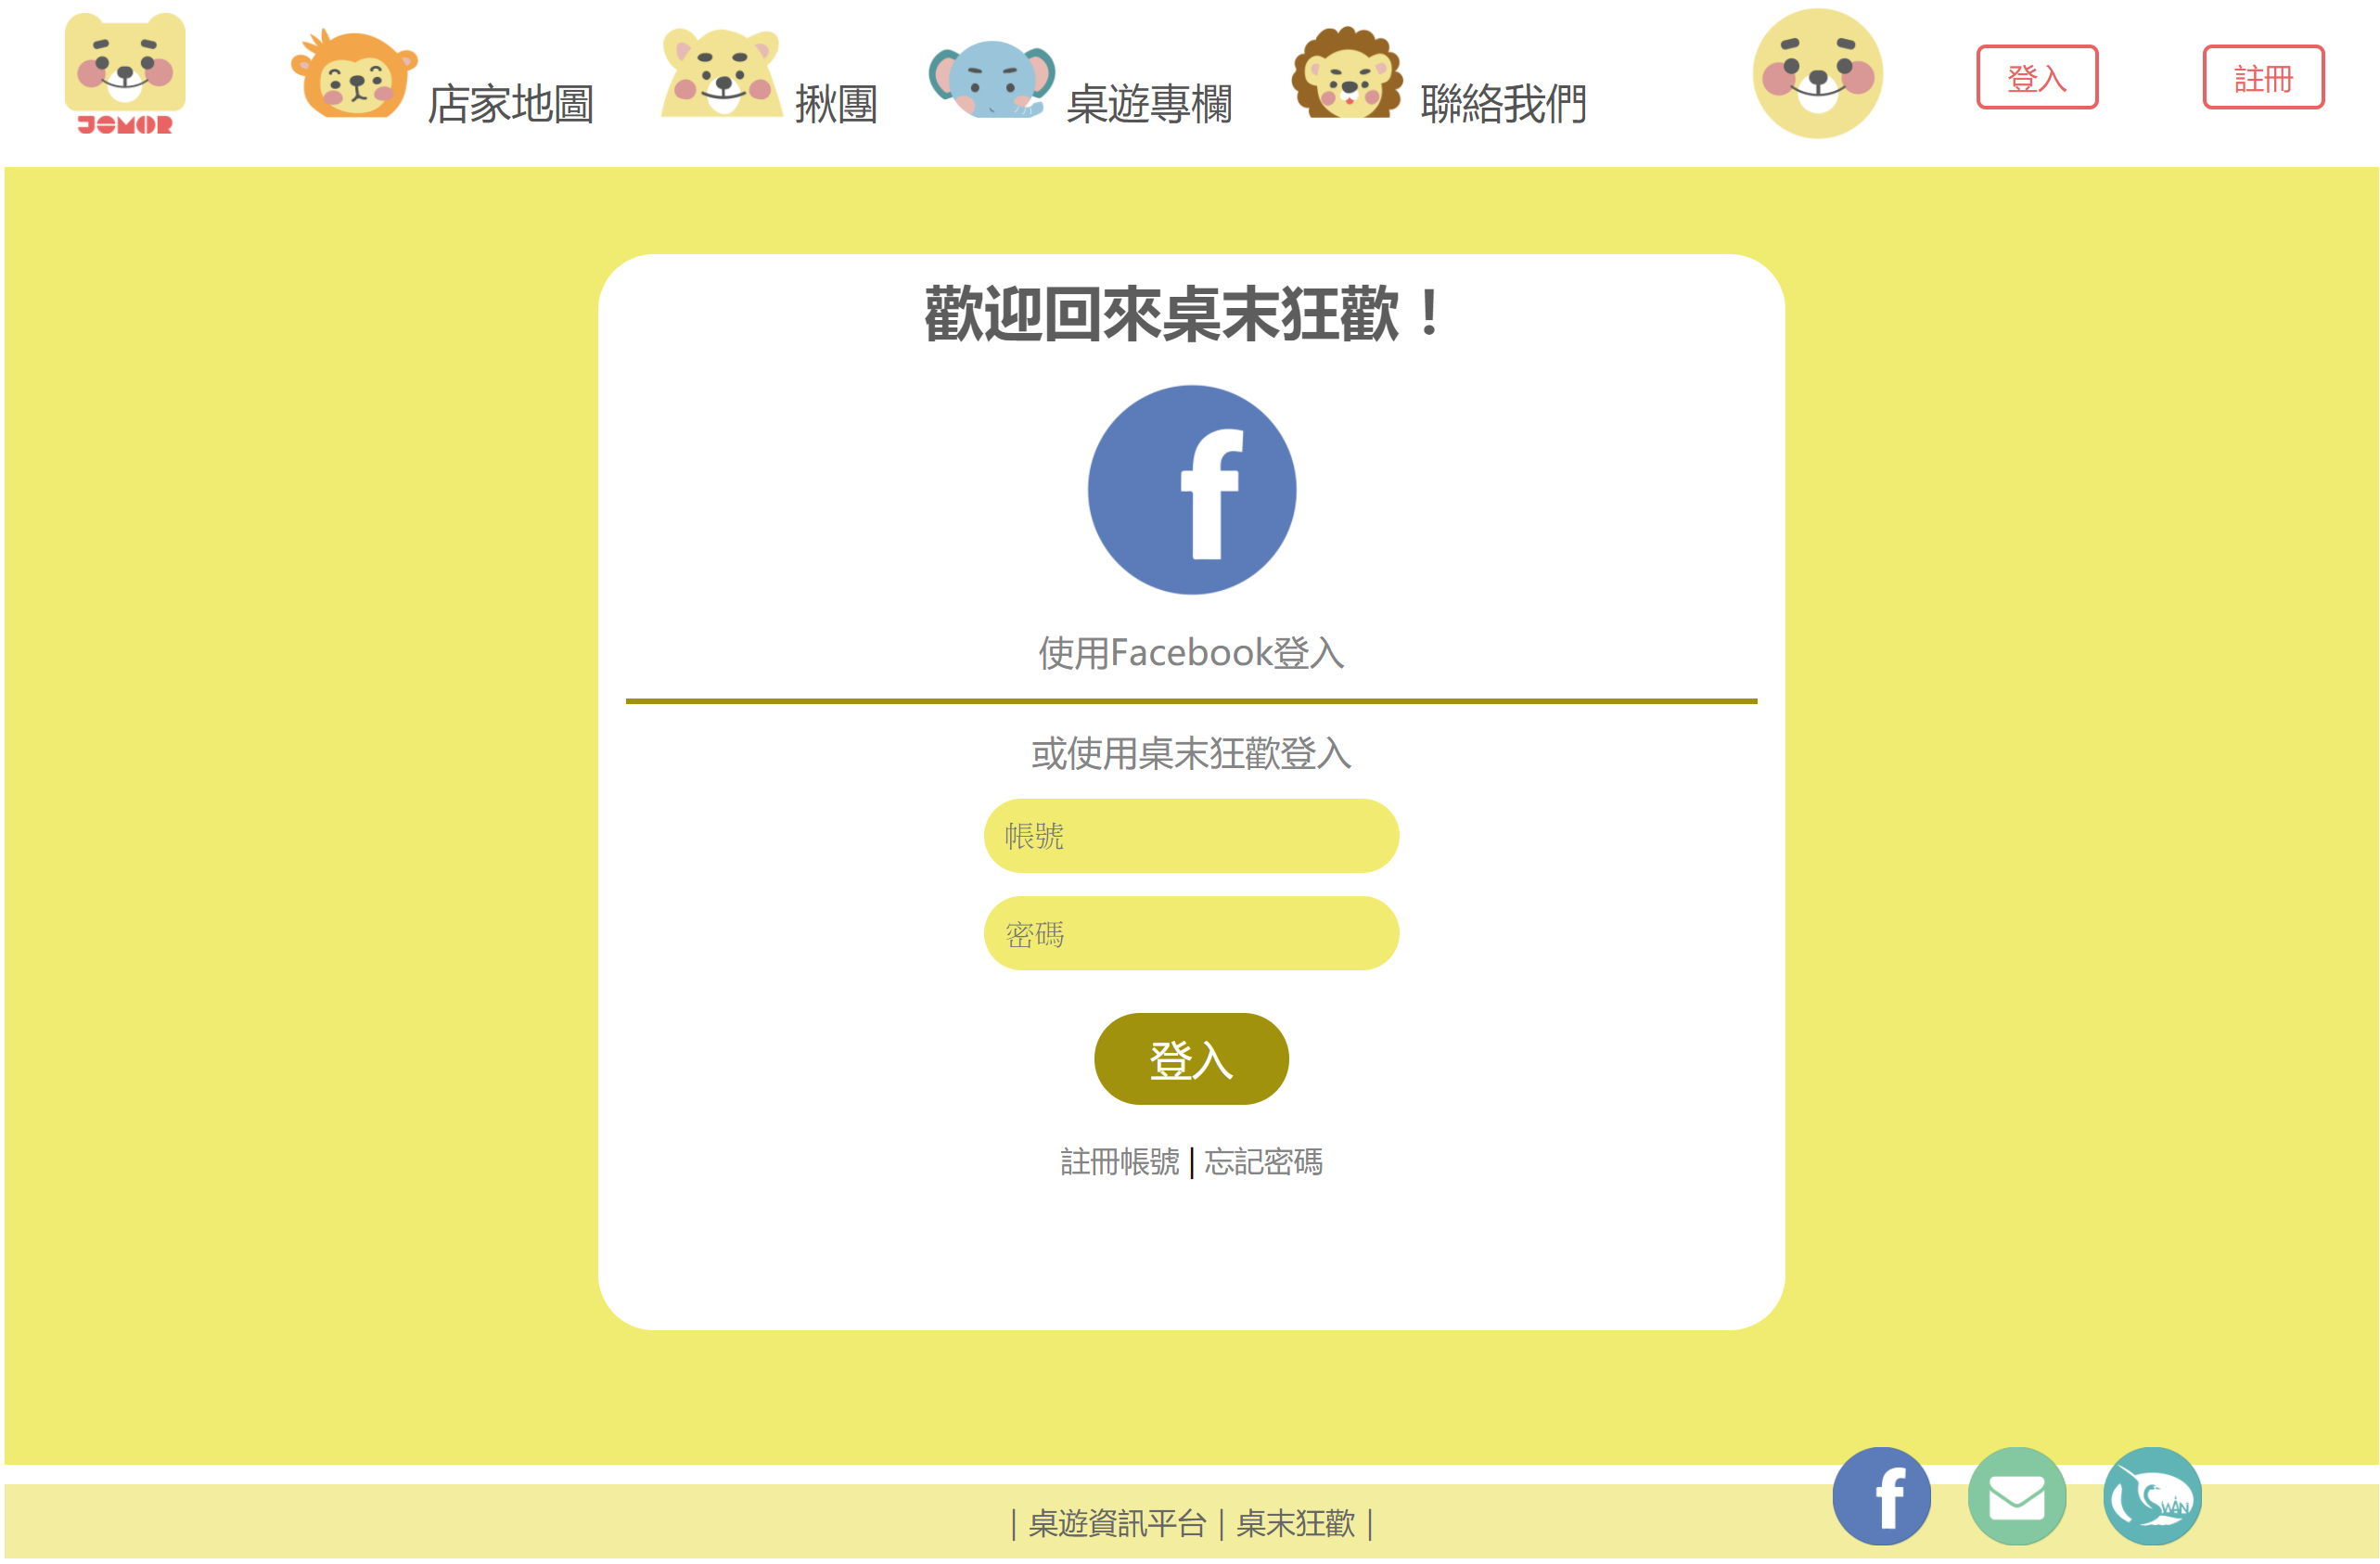 JOMOR
店家地圖
揪團
桌遊專欄
聯絡我們
登入
註冊
歡迎回來桌末狂歡！
f
使用Facebook登入
或使用桌末狂歡登入
帳號
密碼
登入
註冊帳號 | 忘記密碼
| 桌遊資訊平台 | 桌末狂歡 |
f
SWAN